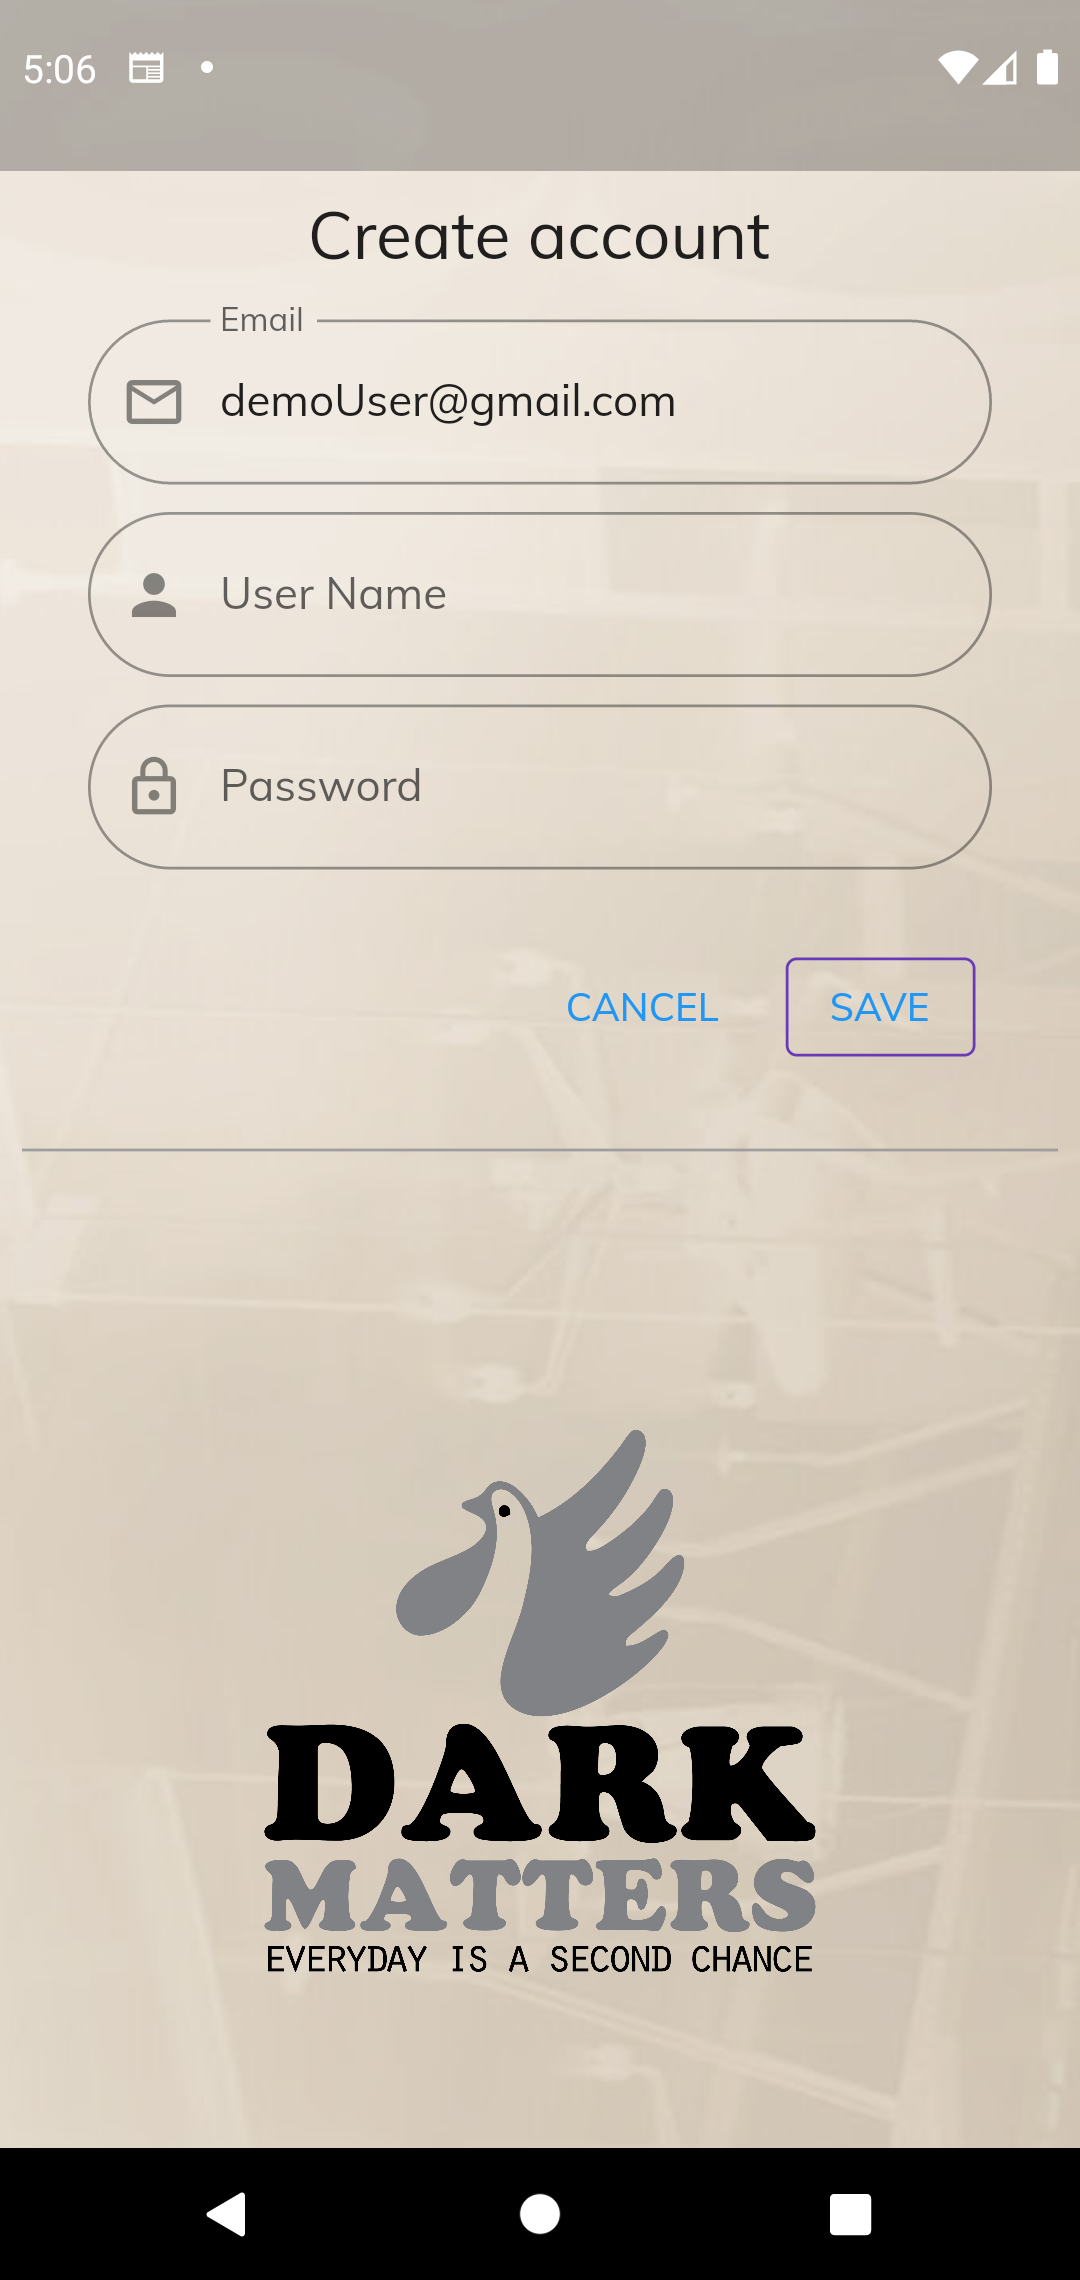 5:06
Create account
Email
demoUser@gmail.com
User Name
Password
CANCEL SAVE
DARK
MATTERS
EVERYDAY IS A SECOND CHANCE